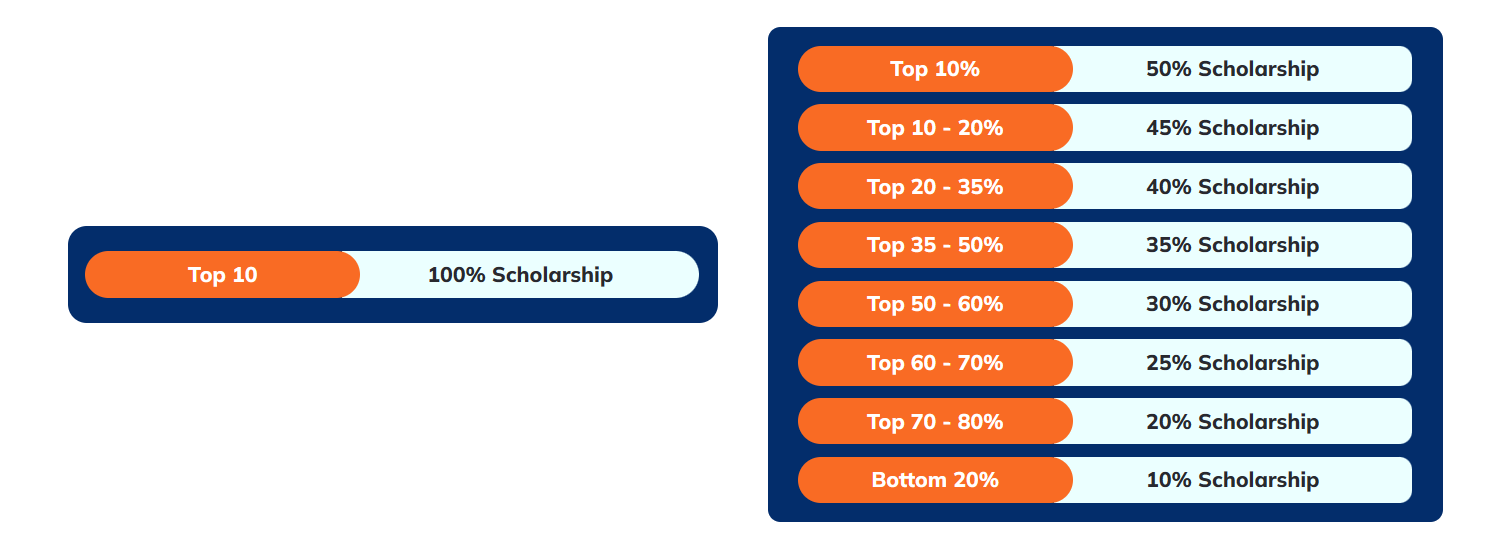 Top 10 100% Scholarship
Top 10% 50% Scholarship
Top 10 - 20% 45% Scholarship
Top 20 - 35% 40% Scholarship
Top 35 - 50% 35% Scholarship
Top 50 - 60% 30% Scholarship
Top 60 - 70% 25% Scholarship
Top 70 - 80% 20% Scholarship
Bottom 20% 10% Scholarship